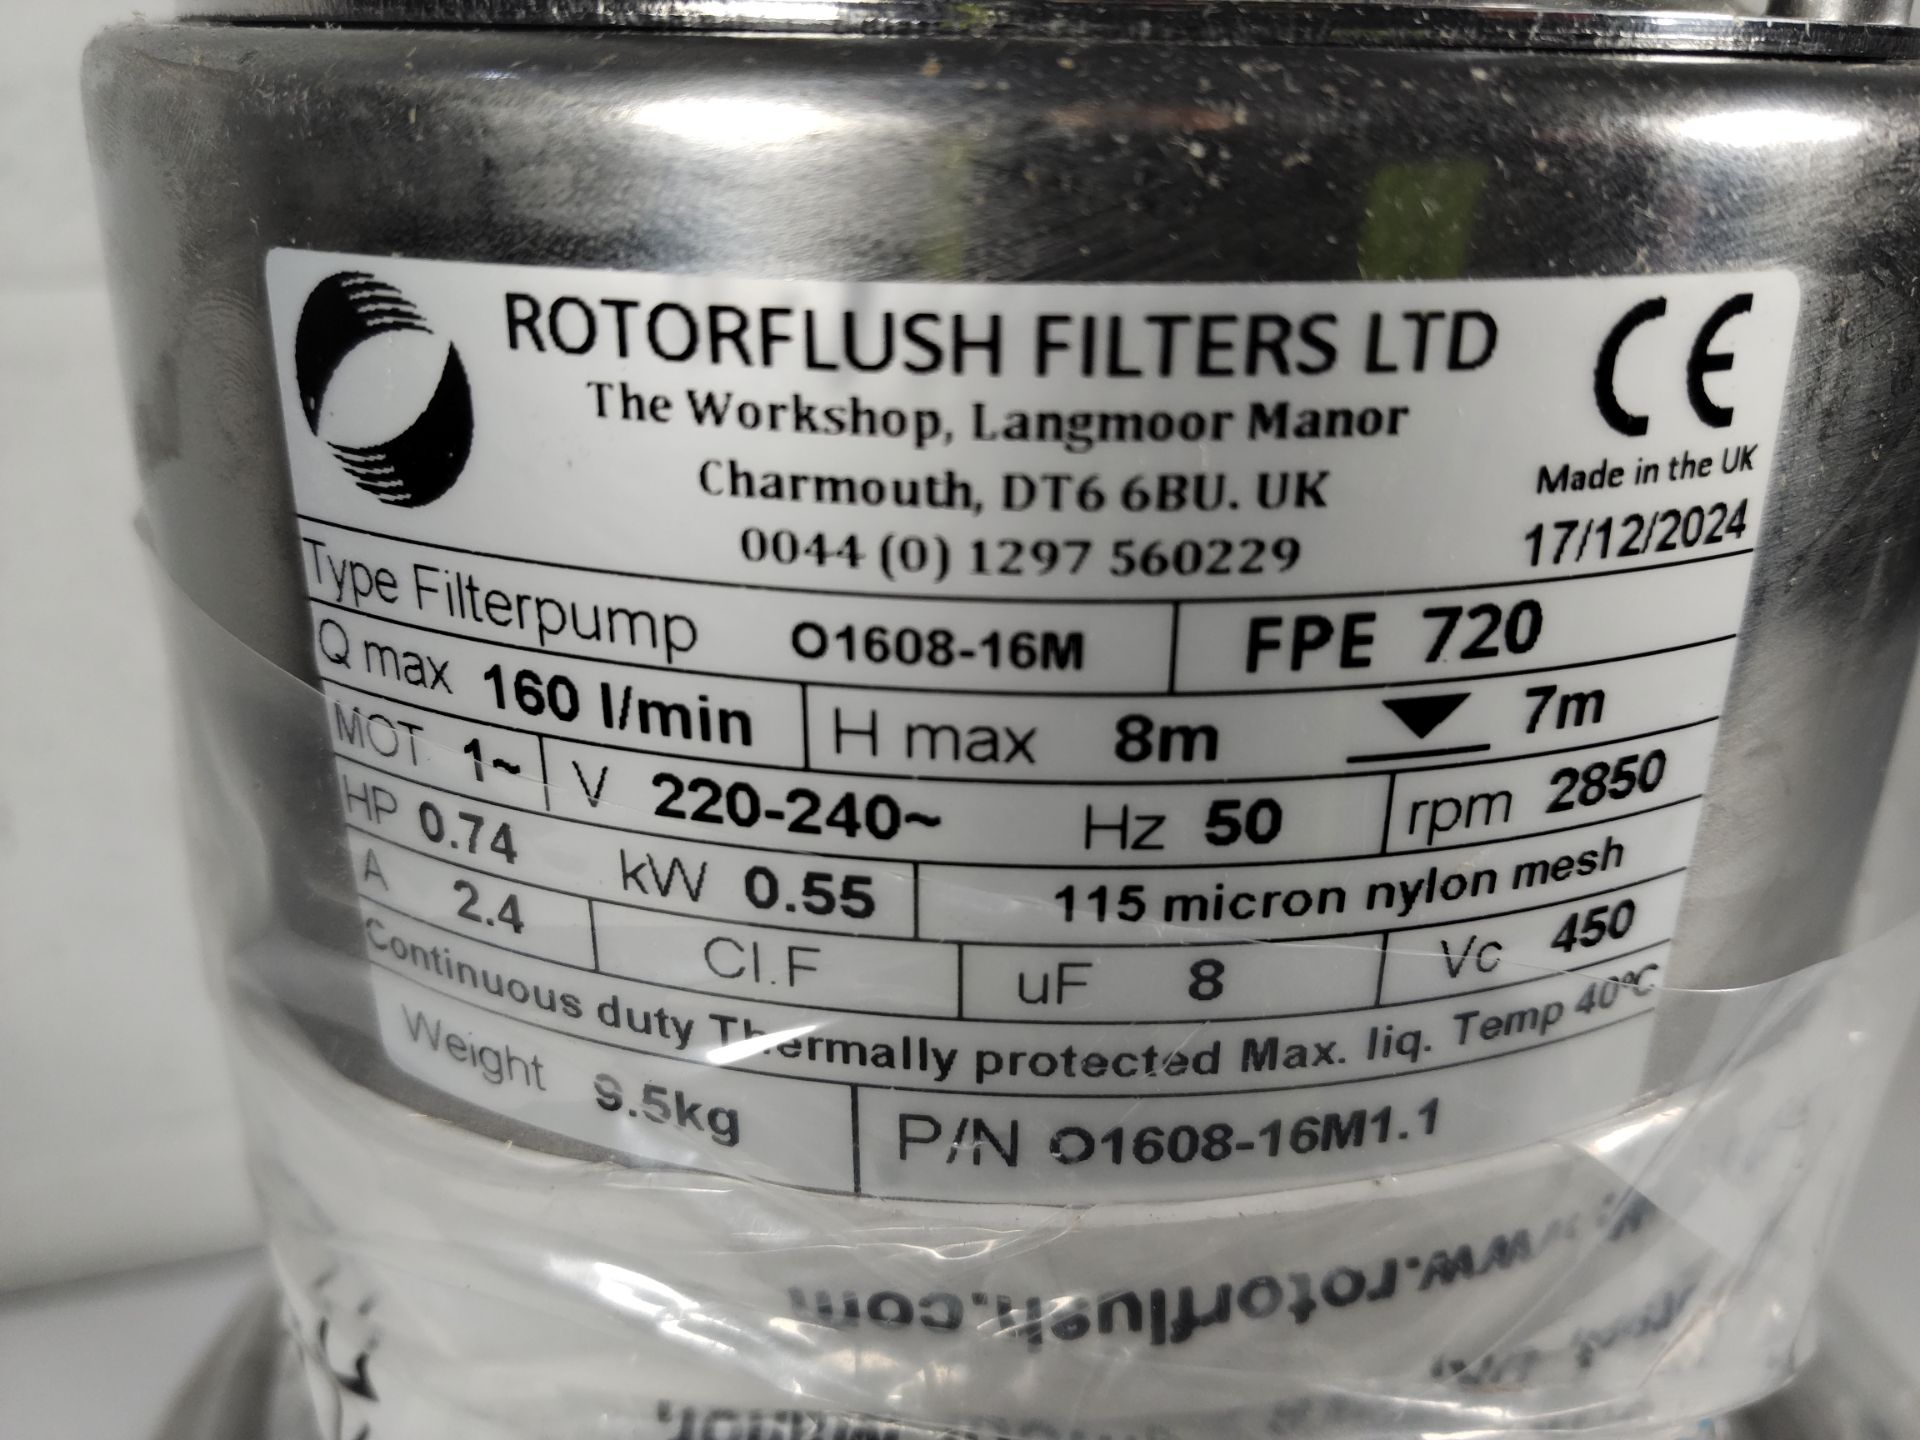 ROTORFLUSH FILTERS LTD
The Workshop, Langmoor Manor
Charmouth, DT6 6BU. UK
0044 (0) 1297 560229
CE
Made in the UK
17/12/2024
Type Filterpump O1608-16M FPE 720
Q max 160 l/min H max 8m 7m
MOT 1~ V 220-240~ Hz 50 rpm 2850
HP 0.74 kW 0.55 115 micron nylon mesh
A 2.4 Cl.F uF 8 Vc 450
Continuous duty Thermally protected Max. liq. Temp 40°C
Weight 9.5kg P/N O1608-16M1.1
www.rotorflush.com